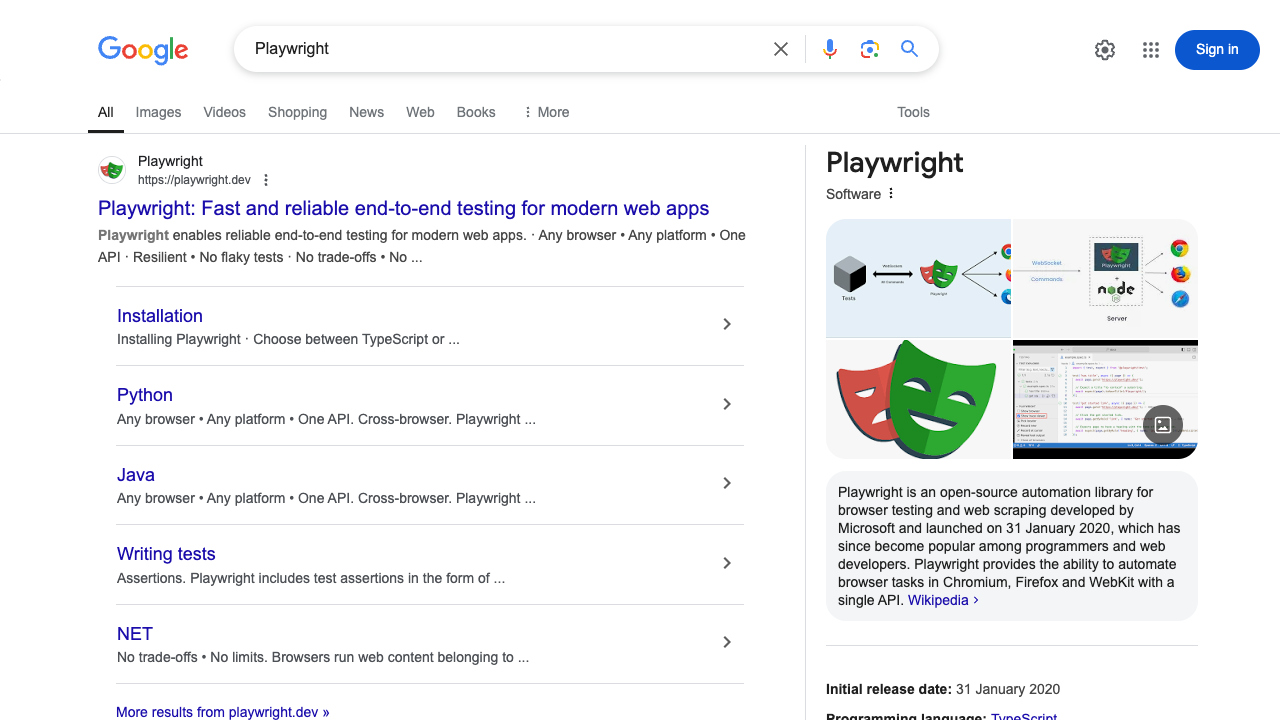 Google
Playwright
Sign in
All
Images
Videos
Shopping
News
Web
Books
More
Tools
Playwright
https://playwright.dev
Playwright: Fast and reliable end-to-end testing for modern web apps
Playwright enables reliable end-to-end testing for modern web apps. · Any browser • Any platform • One
API · Resilient • No flaky tests · No trade-offs • No ...
Installation
Installing Playwright · Choose between TypeScript or ...
Python
Any browser • Any platform • One API. Cross-browser. Playwright ...
Java
Any browser • Any platform • One API. Cross-browser. Playwright ...
Writing tests
Assertions. Playwright includes test assertions in the form of ...
NET
No trade-offs • No limits. Browsers run web content belonging to ...
More results from playwright.dev »
Playwright
Software
Tests
Playwright
WebSocket
Commands
Playwright
+
node
Server
Playwright is an open-source automation library for
browser testing and web scraping developed by
Microsoft and launched on 31 January 2020, which has
since become popular among programmers and web
developers. Playwright provides the ability to automate
browser tasks in Chromium, Firefox and WebKit with a
single API. Wikipedia ›
Initial release date: 31 January 2020
Programming language: TypeScript